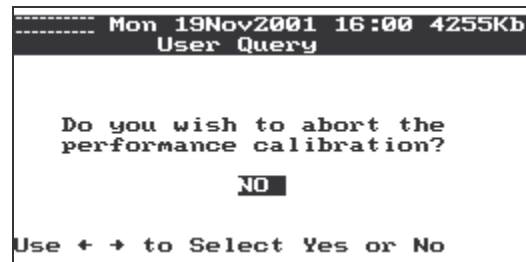 Mon 19Nov2001 16:00 4255Kb
User Query
Do you wish to abort the
performance calibration?
NO
Use ← → to Select Yes or No